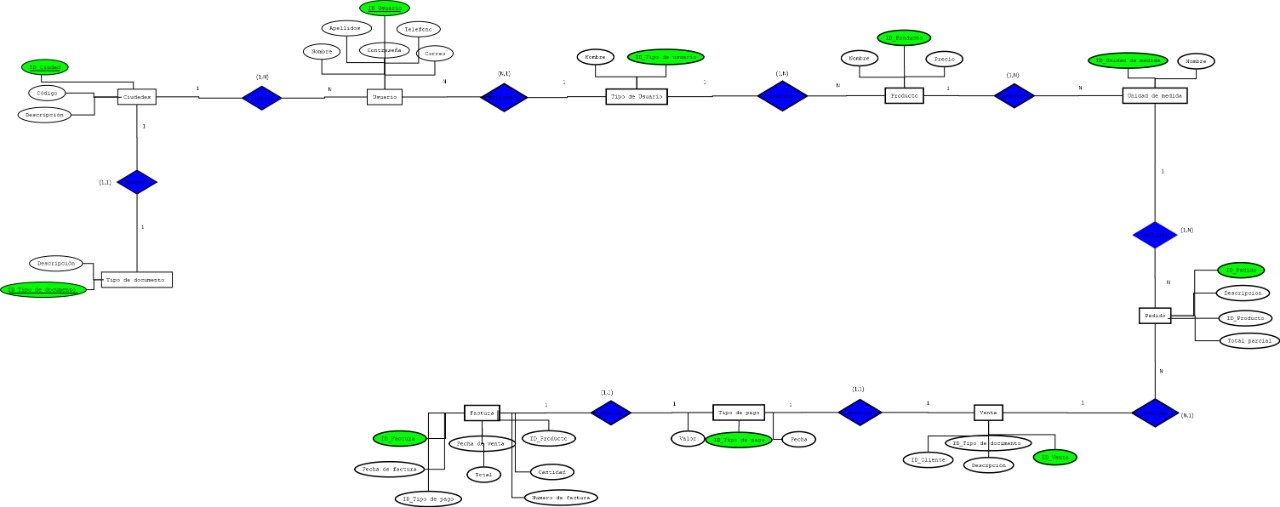 ID_Usuario
Apellidos
Telefono
Nombre
Contraseña
Correo
ID_Ciudad
Código
Descripción
Ciudades
1
(1,N)
N
Usuario
N
(N,1)
1
Nombre
ID_Tipo de usuario
Tipo de Usuario
1
(1,N)
N
ID_Producto
Nombre
Precio
Producto
1
(1,N)
N
ID_Unidad de medida
Nombre
Unidad de medida
1
(1,1)
1
Descripción
ID_Tipo de documento
Tipo de documento
1
(1,N)
N
ID_Pedido
Descripcion
ID_Producto
Total parcial
Pedido
N
(N,1)
1
Venta
ID_Tipo de documento
ID_Cliente
Descrpción
ID_Venta
1
(1,1)
1
Tipo de pago
Valor
ID_Tipo de pago
Fecha
1
(1,1)
1
Factura
ID_Factura
Fecha de venta
ID_Producto
Fecha de factura
Total
Cantidad
ID_Tipo de pago
Numero de factura